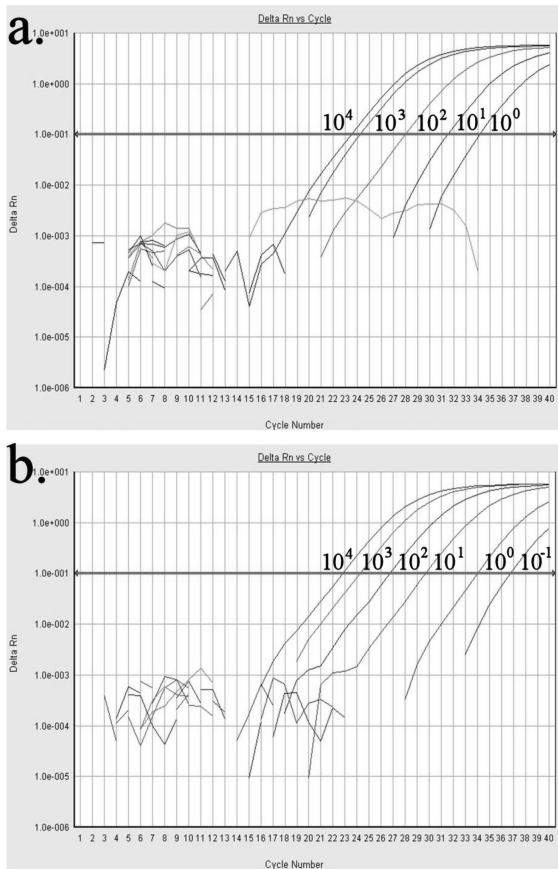 a.
Delta Rn vs Cycle
1.0e+001
1.0e+000
1.0e-001
1.0e-002
1.0e-003
1.0e-004
1.0e-005
1.0e-006
Delta Rn
10⁴ 10³ 10² 10¹ 10⁰
1 2 3 4 5 6 7 8 9 10 11 12 13 14 15 16 17 18 19 20 21 22 23 24 25 26 27 28 29 30 31 32 33 34 35 36 37 38 39 40
Cycle Number
b.
Delta Rn vs Cycle
1.0e+001
1.0e+000
1.0e-001
1.0e-002
1.0e-003
1.0e-004
1.0e-005
1.0e-006
Delta Rn
10⁴ 10³ 10² 10¹ 10⁰ 10⁻¹
1 2 3 4 5 6 7 8 9 10 11 12 13 14 15 16 17 18 19 20 21 22 23 24 25 26 27 28 29 30 31 32 33 34 35 36 37 38 39 40
Cycle Number